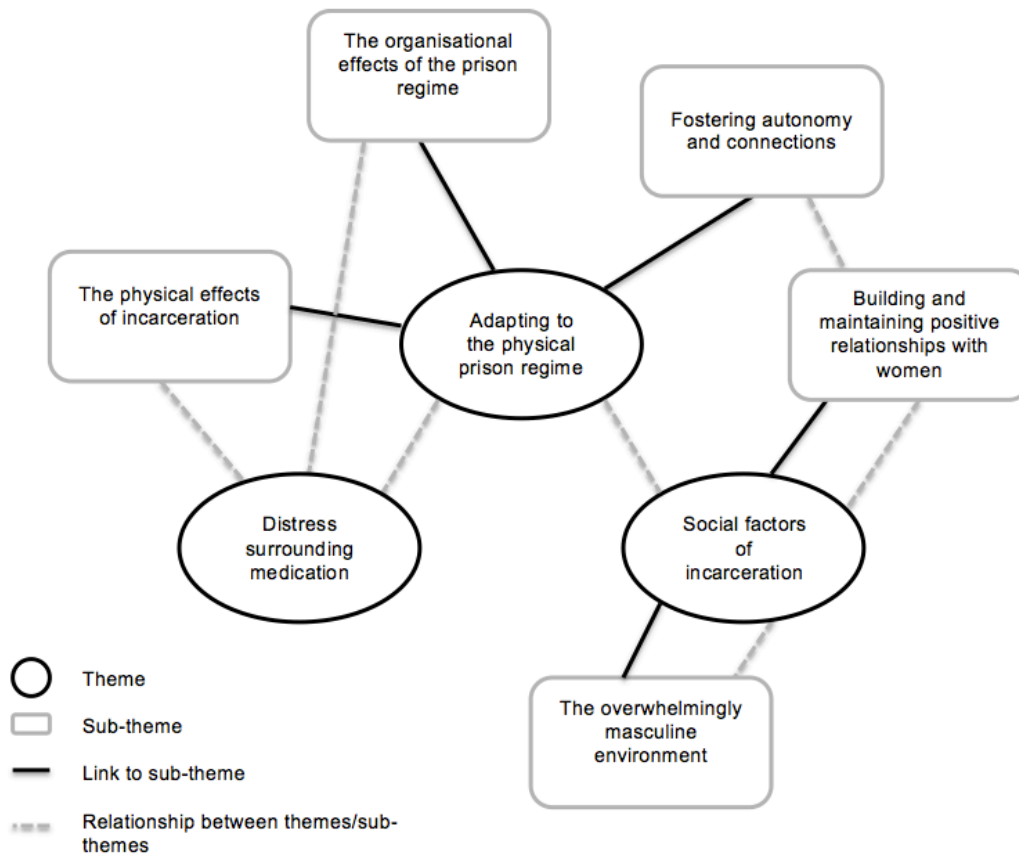 The organisational
effects of the prison
regime
Fostering autonomy
and connections
The physical effects
of incarceration
Adapting to
the physical
prison regime
Building and
maintaining positive
relationships with
women
Distress
surrounding
medication
Social factors
of
incarceration
The overwhelmingly
masculine
environment
Theme
Sub-theme
Link to sub-theme
Relationship between themes/sub-
themes